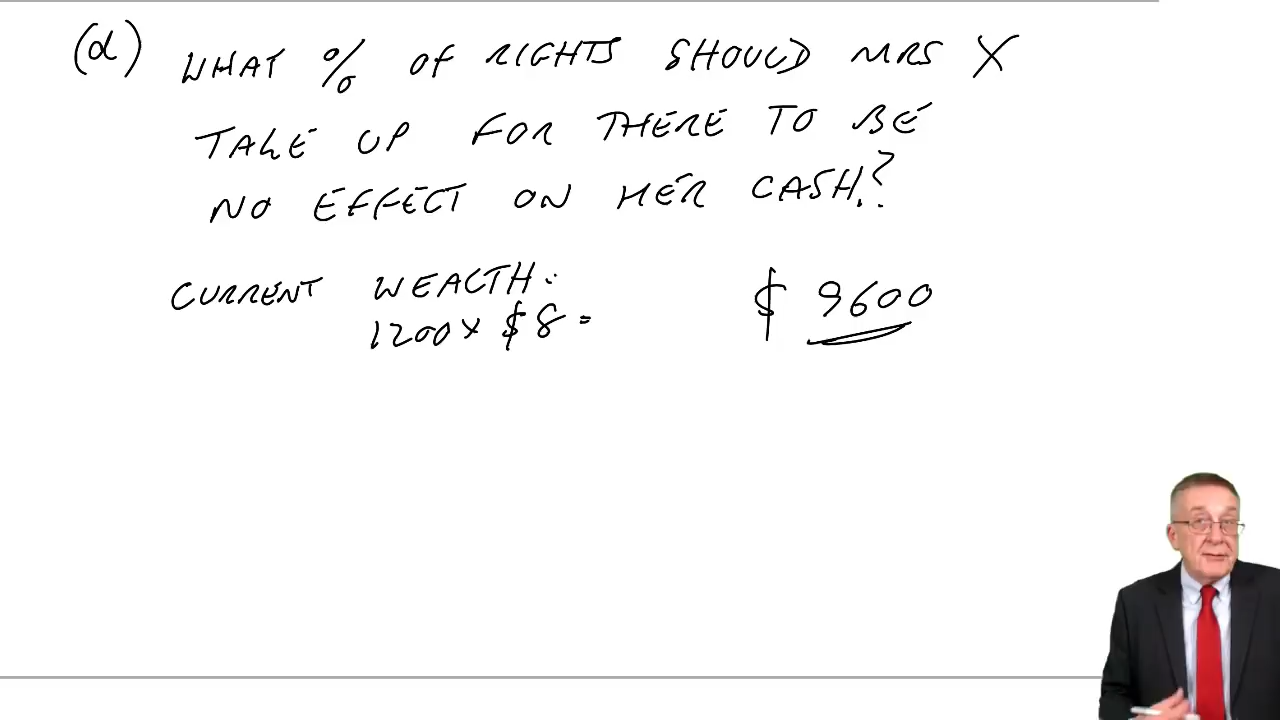 (d) WHAT % OF RIGHTS SHOULD MRS X
TAKE UP FOR THERE TO BE
NO EFFECT ON HER CASH?
CURRENT WEALTH:
1200 x $8 = $ 9600